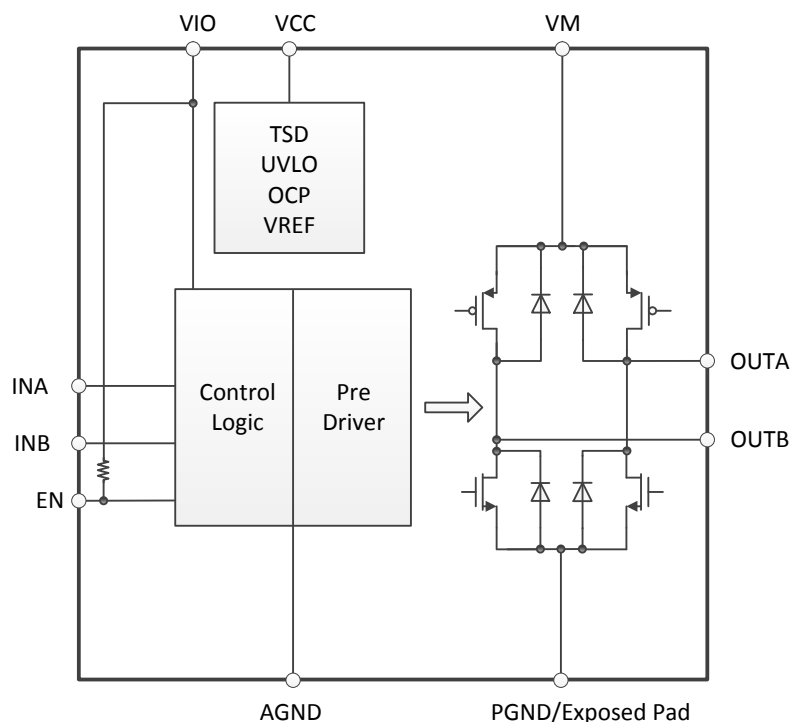 VIO
VCC
VM
TSD
UVLO
OCP
VREF
INA
INB
EN
Control
Logic
Pre
Driver
OUTA
OUTB
AGND
PGND/Exposed Pad